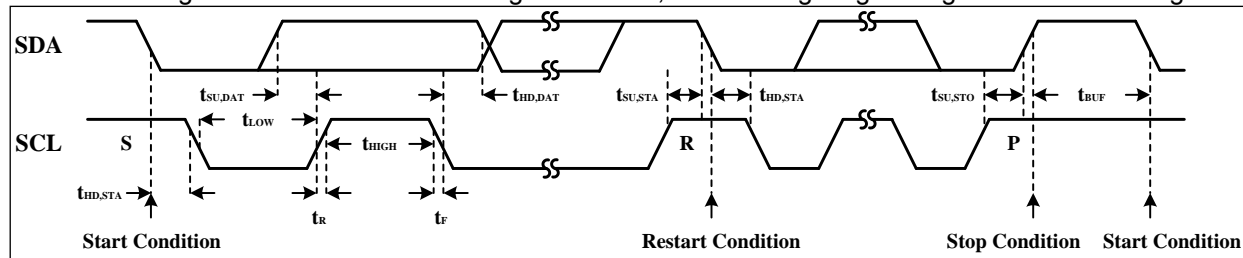 SDA
tSU,DAT
tHD,DAT
tSU,STA
tHD,STA
tSU,STO
tBUF
tLOW
SCL
S
tHIGH
R
P
tHD,STA
tR
tF
Start Condition
Restart Condition
Stop Condition
Start Condition